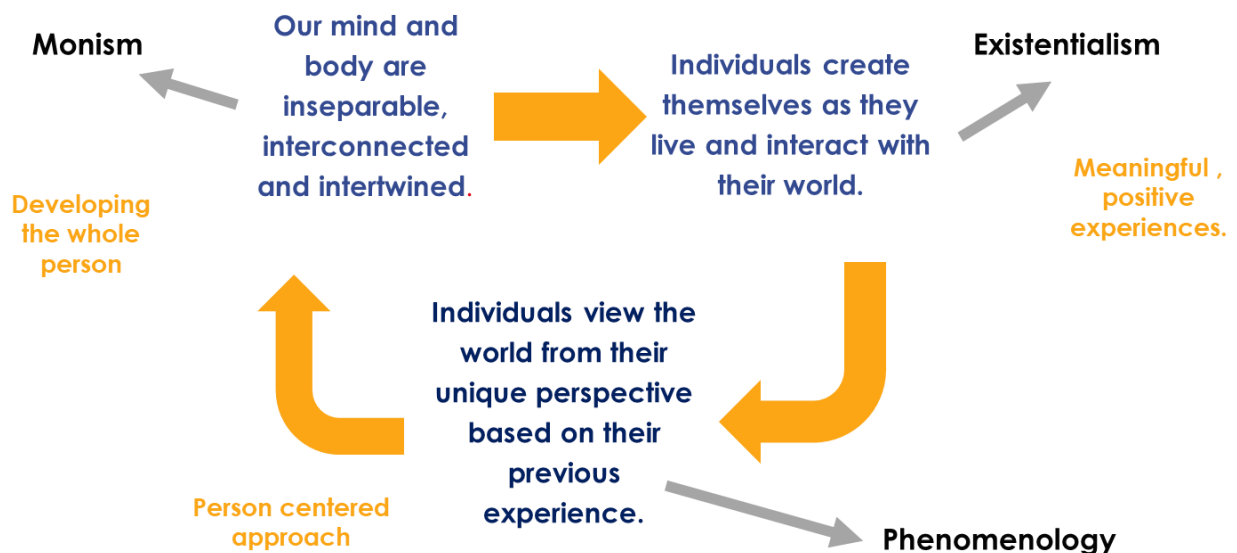 Monism
Our mind and
body are
inseparable,
interconnected
and intertwined.
Individuals create
themselves as they
live and interact with
their world.
Existentialism
Developing
the whole
person
Meaningful ,
positive
experiences.
Individuals view the
world from their
unique perspective
based on their
previous
experience.
Person centered
approach
Phenomenology